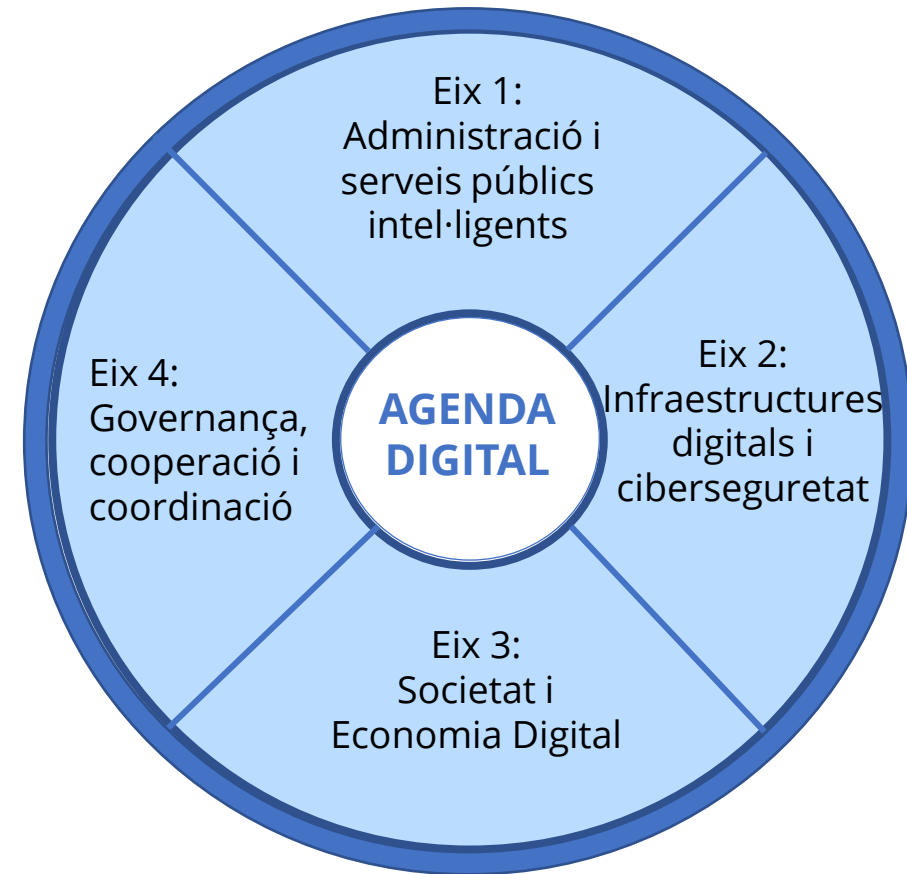 Eix 1:
Administració i
serveis públics
intel·ligents
Eix 2:
Infraestructures
digitals i
ciberseguretat
Eix 3:
Societat i
Economia Digital
Eix 4:
Governança,
cooperació i
coordinació
AGENDA
DIGITAL